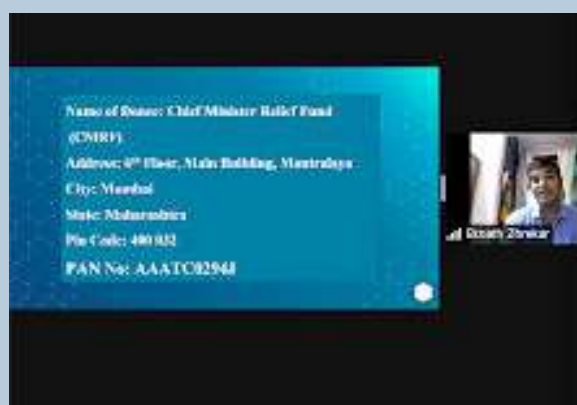 Name of Donee: Chief Minister Relief Fund
(CMRF)
Address: 6th Floor, Main Building, Mantralaya
City: Mumbai
State: Maharashtra
Pin Code: 400 032
PAN No: